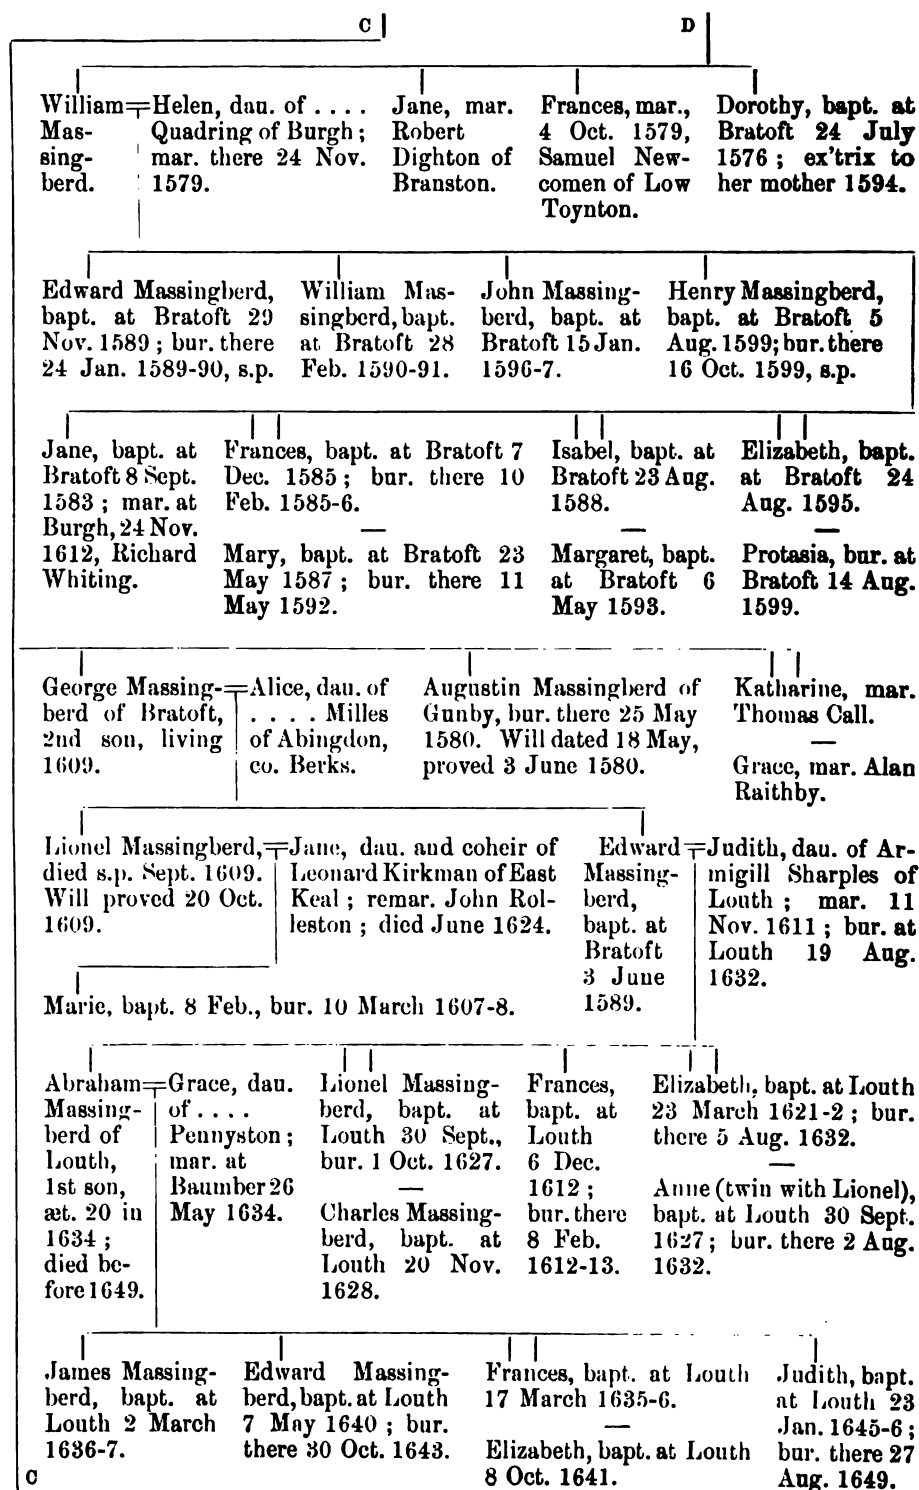 C
D
William
Mas-
sing-
berd.
Helen, dau. of . . . .
Quadring of Burgh ;
mar. there 24 Nov.
1579.
Jane, mar.
Robert
Dighton of
Branston.
Frances, mar.,
4 Oct. 1579,
Samuel New-
comen of Low
Toynton.
Dorothy, bapt. at
Bratoft 24 July
1576 ; ex'trix to
her mother 1594.
Edward Massingberd,
bapt. at Bratoft 29
Nov. 1589 ; bur. there
24 Jan. 1589-90, s.p.
William Mas-
singberd, bapt.
at Bratoft 28
Feb. 1590-91.
John Massing-
berd, bapt. at
Bratoft 15 Jan.
1596-7.
Henry Massingberd,
bapt. at Bratoft 5
Aug. 1599; bur. there
16 Oct. 1599, s.p.
Jane, bapt. at
Bratoft 8 Sept.
1583 ; mar. at
Burgh, 24 Nov.
1612, Richard
Whiting.
Frances, bapt. at Bratoft 7
Dec. 1585 ; bur. there 10
Feb. 1585-6.
—
Mary, bapt. at Bratoft 23
May 1587 ; bur. there 11
May 1592.
Isabel, bapt. at
Bratoft 23 Aug.
1588.
—
Margaret, bapt.
at Bratoft 6
May 1593.
Elizabeth, bapt.
at Bratoft 24
Aug. 1595.
—
Protasia, bur. at
Bratoft 14 Aug.
1599.
George Massing-
berd of Bratoft,
2nd son, living
1609.
Alice, dau. of
. . . . Milles
of Abingdon,
co. Berks.
Augustin Massingberd of
Gunby, bur. there 25 May
1580. Will dated 18 May,
proved 3 June 1580.
Katharine, mar.
Thomas Call.
—
Grace, mar. Alan
Raithby.
Lionel Massingberd,
died s.p. Sept. 1609.
Will proved 20 Oct.
1609.
Jane, dau. and coheir of
Leonard Kirkman of East
Keal ; remar. John Rol-
leston ; died June 1624.
Edward
Massing-
berd,
bapt. at
Bratoft
3 June
1589.
Judith, dau. of Ar-
migill Sharples of
Louth ; mar. 11
Nov. 1611 ; bur. at
Louth 19 Aug.
1632.
Marie, bapt. 8 Feb., bur. 10 March 1607-8.
Abraham
Massing-
berd of
Louth,
1st son,
æt. 20 in
1634 ;
died be-
fore 1649.
Grace, dau.
of . . . .
Pennyston ;
mar. at
Baumber 26
May 1634.
Lionel Massing-
berd, bapt. at
Louth 30 Sept.,
bur. 1 Oct. 1627.
—
Charles Massing-
berd, bapt. at
Louth 20 Nov.
1628.
Frances,
bapt. at
Louth
6 Dec.
1612 ;
bur. there
8 Feb.
1612-13.
Elizabeth, bapt. at Louth
23 March 1621-2 ; bur.
there 5 Aug. 1632.
—
Anne (twin with Lionel),
bapt. at Louth 30 Sept.
1627; bur. there 2 Aug.
1632.
James Massing-
berd, bapt. at
Louth 2 March
1636-7.
Edward Massing-
berd, bapt. at Louth
7 May 1640 ; bur.
there 30 Oct. 1643.
Frances, bapt. at Louth
17 March 1635-6.
—
Elizabeth, bapt. at Louth
8 Oct. 1641.
Judith, bapt.
at Louth 23
Jan. 1645-6 ;
bur. there 27
Aug. 1649.
C